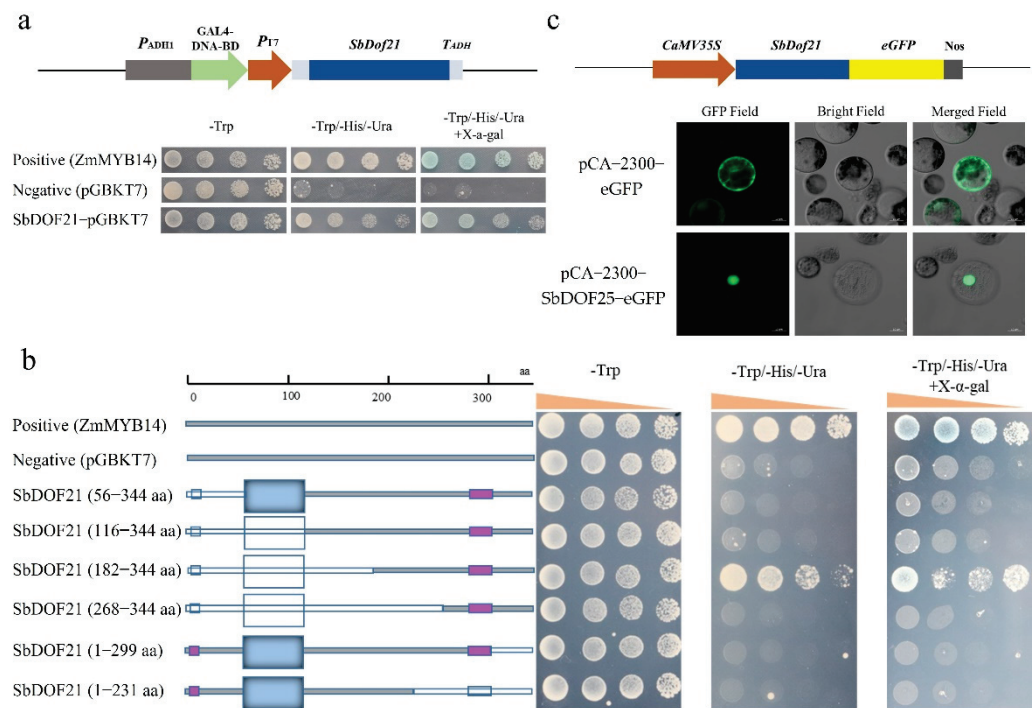 a
P_ADH1
GAL4-
DNA-BD
P_T7
SbDof21
T_ADH
-Trp
-Trp/-His/-Ura
-Trp/-His/-Ura
+X-a-gal
Positive (ZmMYB14)
Negative (pGBKT7)
SbDOF21−pGBKT7
c
CaMV35S
SbDof21
eGFP
Nos
GFP Field
Bright Field
Merged Field
pCA−2300−
eGFP
pCA−2300−
SbDOF25−eGFP
b
aa
0 100 200 300
-Trp
-Trp/-His/-Ura
-Trp/-His/-Ura
+X-α-gal
Positive (ZmMYB14)
Negative (pGBKT7)
SbDOF21 (56−344 aa)
SbDOF21 (116−344 aa)
SbDOF21 (182−344 aa)
SbDOF21 (268−344 aa)
SbDOF21 (1−299 aa)
SbDOF21 (1−231 aa)